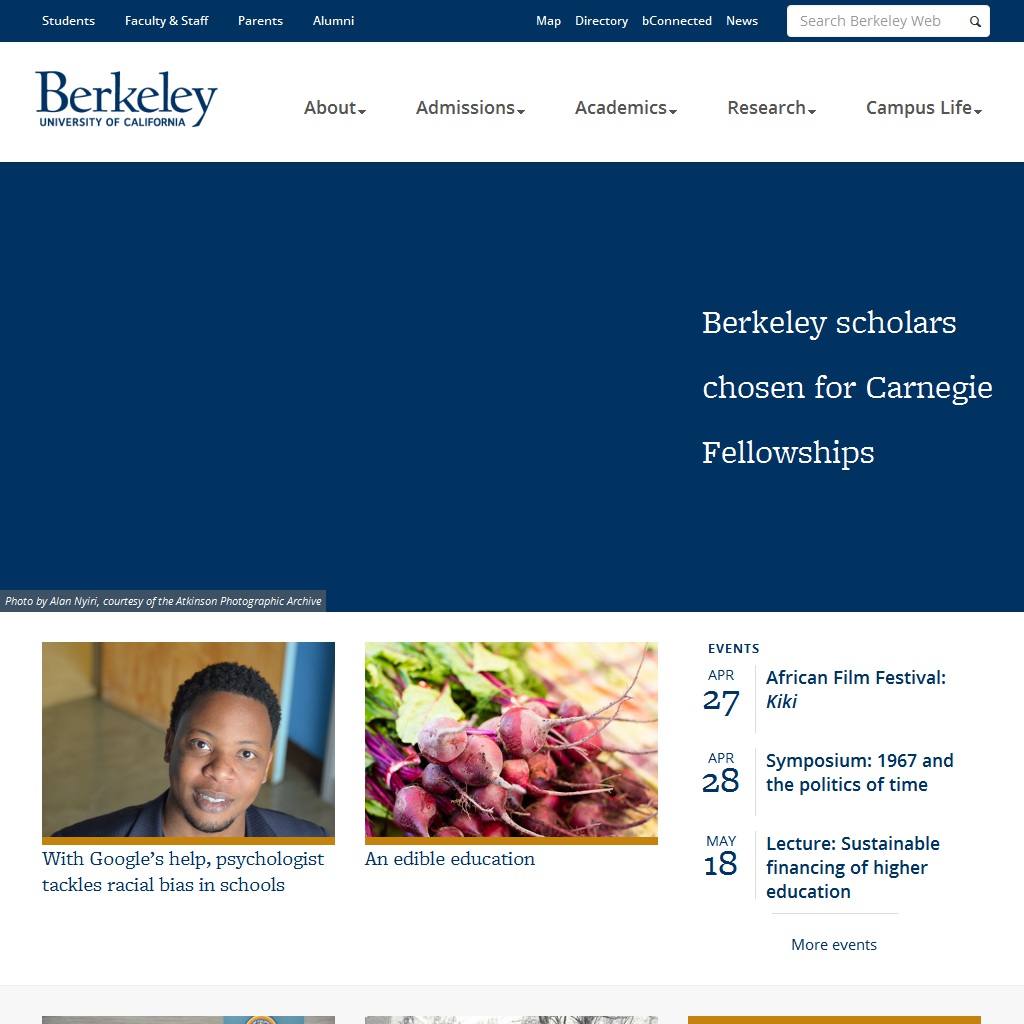 Students Faculty & Staff Parents Alumni Map Directory bConnected News Search Berkeley Web
Berkeley
UNIVERSITY OF CALIFORNIA
About Admissions Academics Research Campus Life
Berkeley scholars
chosen for Carnegie
Fellowships
Photo by Alan Nyiri, courtesy of the Atkinson Photographic Archive
With Google's help, psychologist
tackles racial bias in schools
An edible education
EVENTS
APR
27
African Film Festival:
Kiki
APR
28
Symposium: 1967 and
the politics of time
MAY
18
Lecture: Sustainable
financing of higher
education
More events